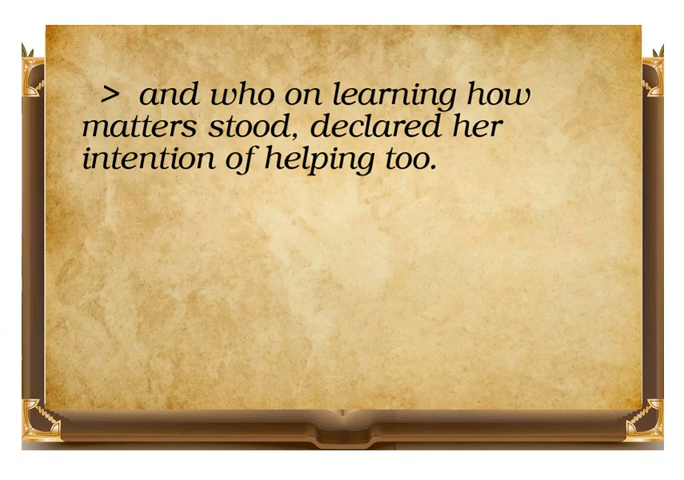 > and who on learning how
matters stood, declared her
intention of helping too.